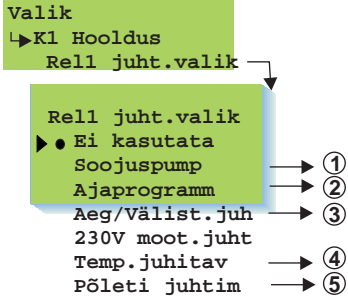 Valik
K1 Hooldus
Rel1 juht.valik
Rel1 juht.valik
Ei kasutata
Soojuspump 1
Ajaprogramm 2
Aeg/Välist.juh 3
230V moot.juht
Temp.juhitav 4
Põleti juhtim 5